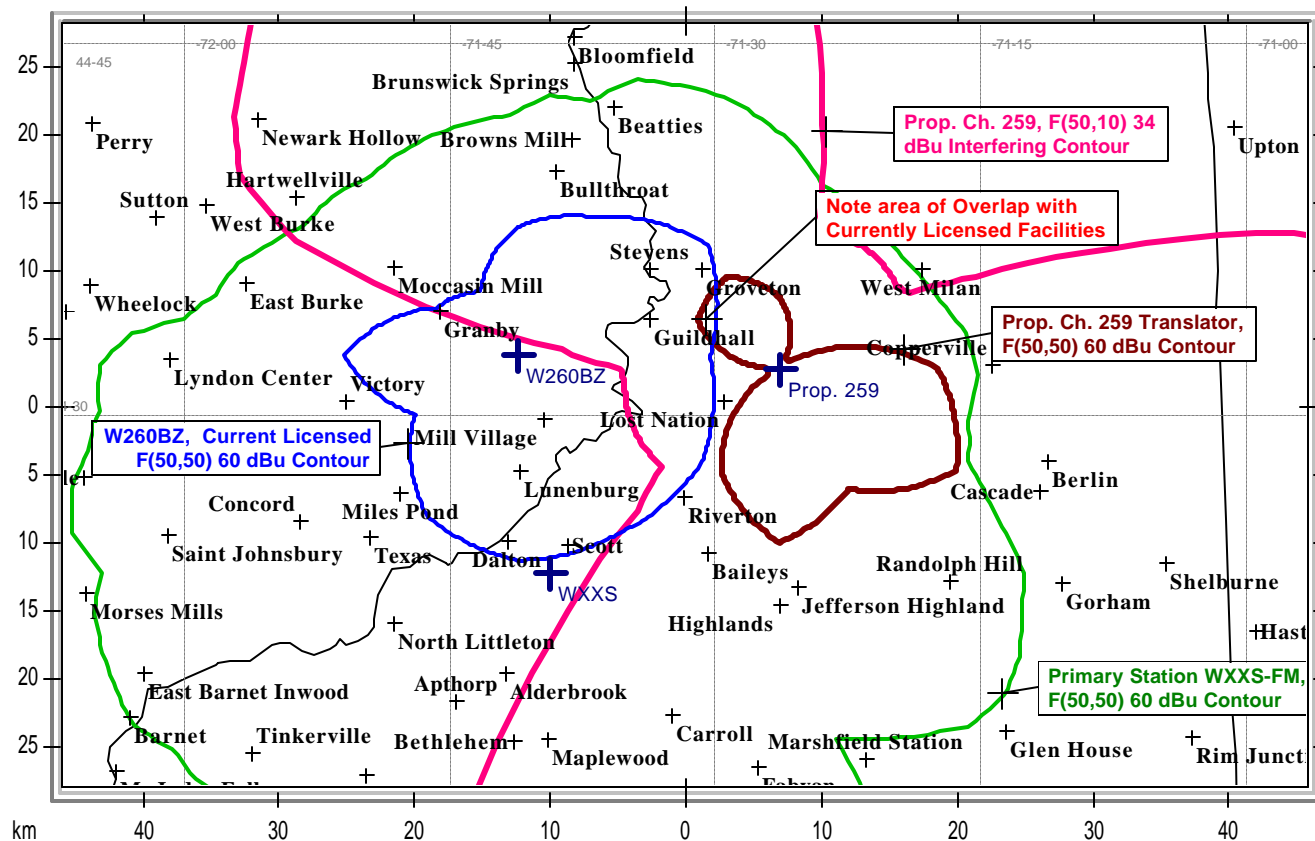 -72-00
-71-45
-71-30
-71-15
-71-00
44-45
Bloomfield
Brunswick Springs
Beatties
Perry
Newark Hollow
Browns Mill
Prop. Ch. 259, F(50,10) 34
dBu Interfering Contour
Upton
Hartwellville
Bullthroat
Sutton
West Burke
Note area of Overlap with
Currently Licensed Facilities
Stevens
Moccasin Mill
Groveton
West Milan
Wheelock
East Burke
Granby
Guildhall
Prop. Ch. 259 Translator,
F(50,50) 60 dBu Contour
Copperville
Lyndon Center
Victory
W260BZ
Prop. 259
Lost Nation
W260BZ, Current Licensed
F(50,50) 60 dBu Contour
Mill Village
Lunenburg
Cascade
Berlin
Concord
Miles Pond
Riverton
Saint Johnsbury
Texas
Dalton
Scott
Baileys
Randolph Hill
Shelburne
WXXS
Morses Mills
Highlands
Jefferson Highland
Gorham
North Littleton
Hast
East Barnet Inwood
Apthorp
Alderbrook
Primary Station WXXS-FM,
F(50,50) 60 dBu Contour
Barnet
Tinkerville
Bethlehem
Maplewood
Carroll
Marshfield Station
Glen House
Rim Juncti
25
20
15
10
5
0
5
10
15
20
25
km
40
30
20
10
0
10
20
30
40